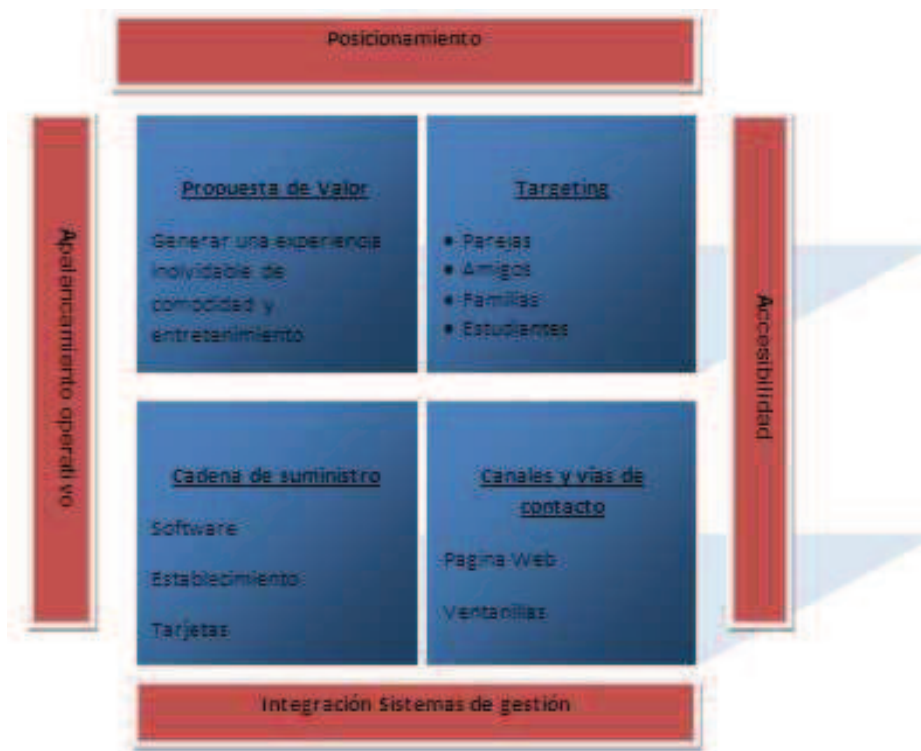 Posicionamiento
Apalancamiento operativo
Propuesta de Valor
Generar una experiencia
inolvidable de
comodidad y
entretenimiento
Targeting
• Parejas
• Amigos
• Familias
• Estudiantes
Accesibilidad
Cadena de suministro
Software
Establecimiento
Tarjetas
Canales y vías de
contacto
Pagina Web
Ventanillas
Integración Sistemas de gestión